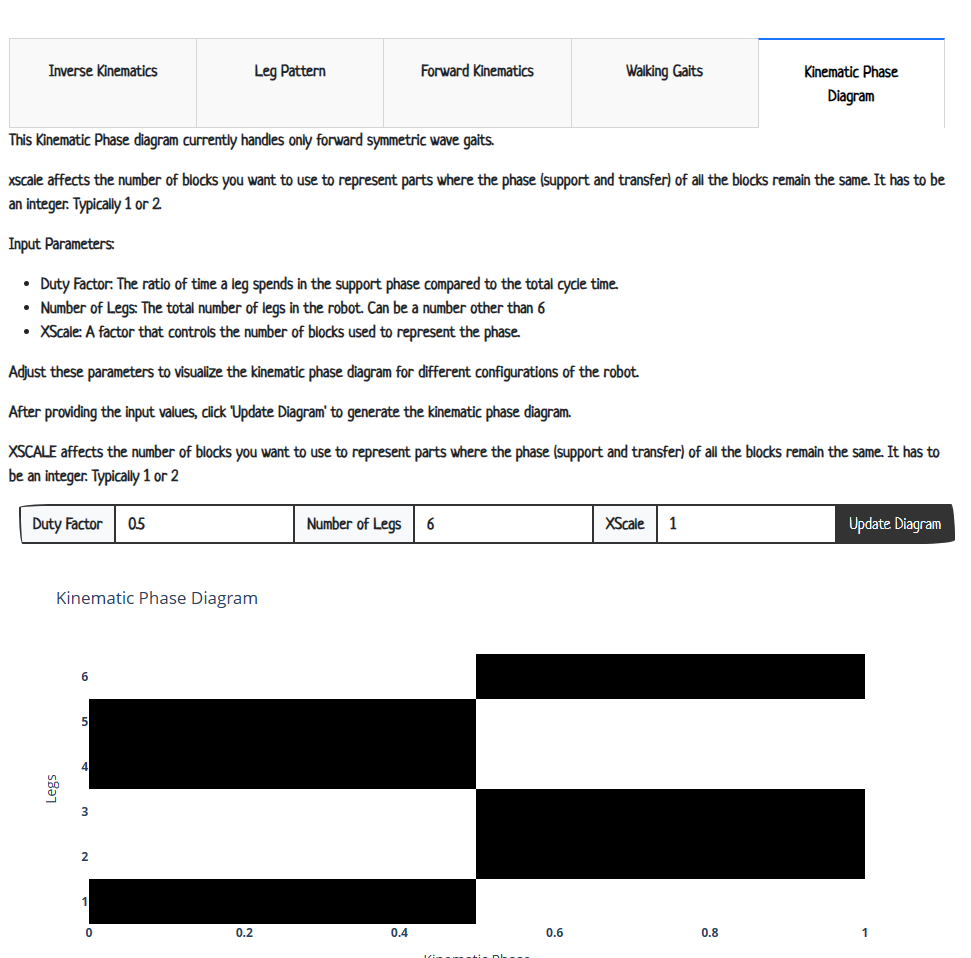 Inverse Kinematics
Leg Pattern
Forward Kinematics
Walking Gaits
Kinematic Phase
Diagram
This Kinematic Phase diagram currently handles only forward symmetric wave gaits.
xscale affects the number of blocks you want to use to represent parts where the phase (support and transfer) of all the blocks remain the same. It has to be
an integer. Typically 1 or 2.
Input Parameters:
• Duty Factor: The ratio of time a leg spends in the support phase compared to the total cycle time.
• Number of Legs: The total number of legs in the robot. Can be a number other than 6
• XScale: A factor that controls the number of blocks used to represent the phase.
Adjust these parameters to visualize the kinematic phase diagram for different configurations of the robot.
After providing the input values, click 'Update Diagram' to generate the kinematic phase diagram.
XSCALE affects the number of blocks you want to use to represent parts where the phase (support and transfer) of all the blocks remain the same. It has to
be an integer. Typically 1 or 2
Duty Factor 0.5 Number of Legs 6 XScale 1 Update Diagram
Kinematic Phase Diagram
6
5
4
3
2
1
Legs
0 0.2 0.4 0.6 0.8 1
Kinematic Phase